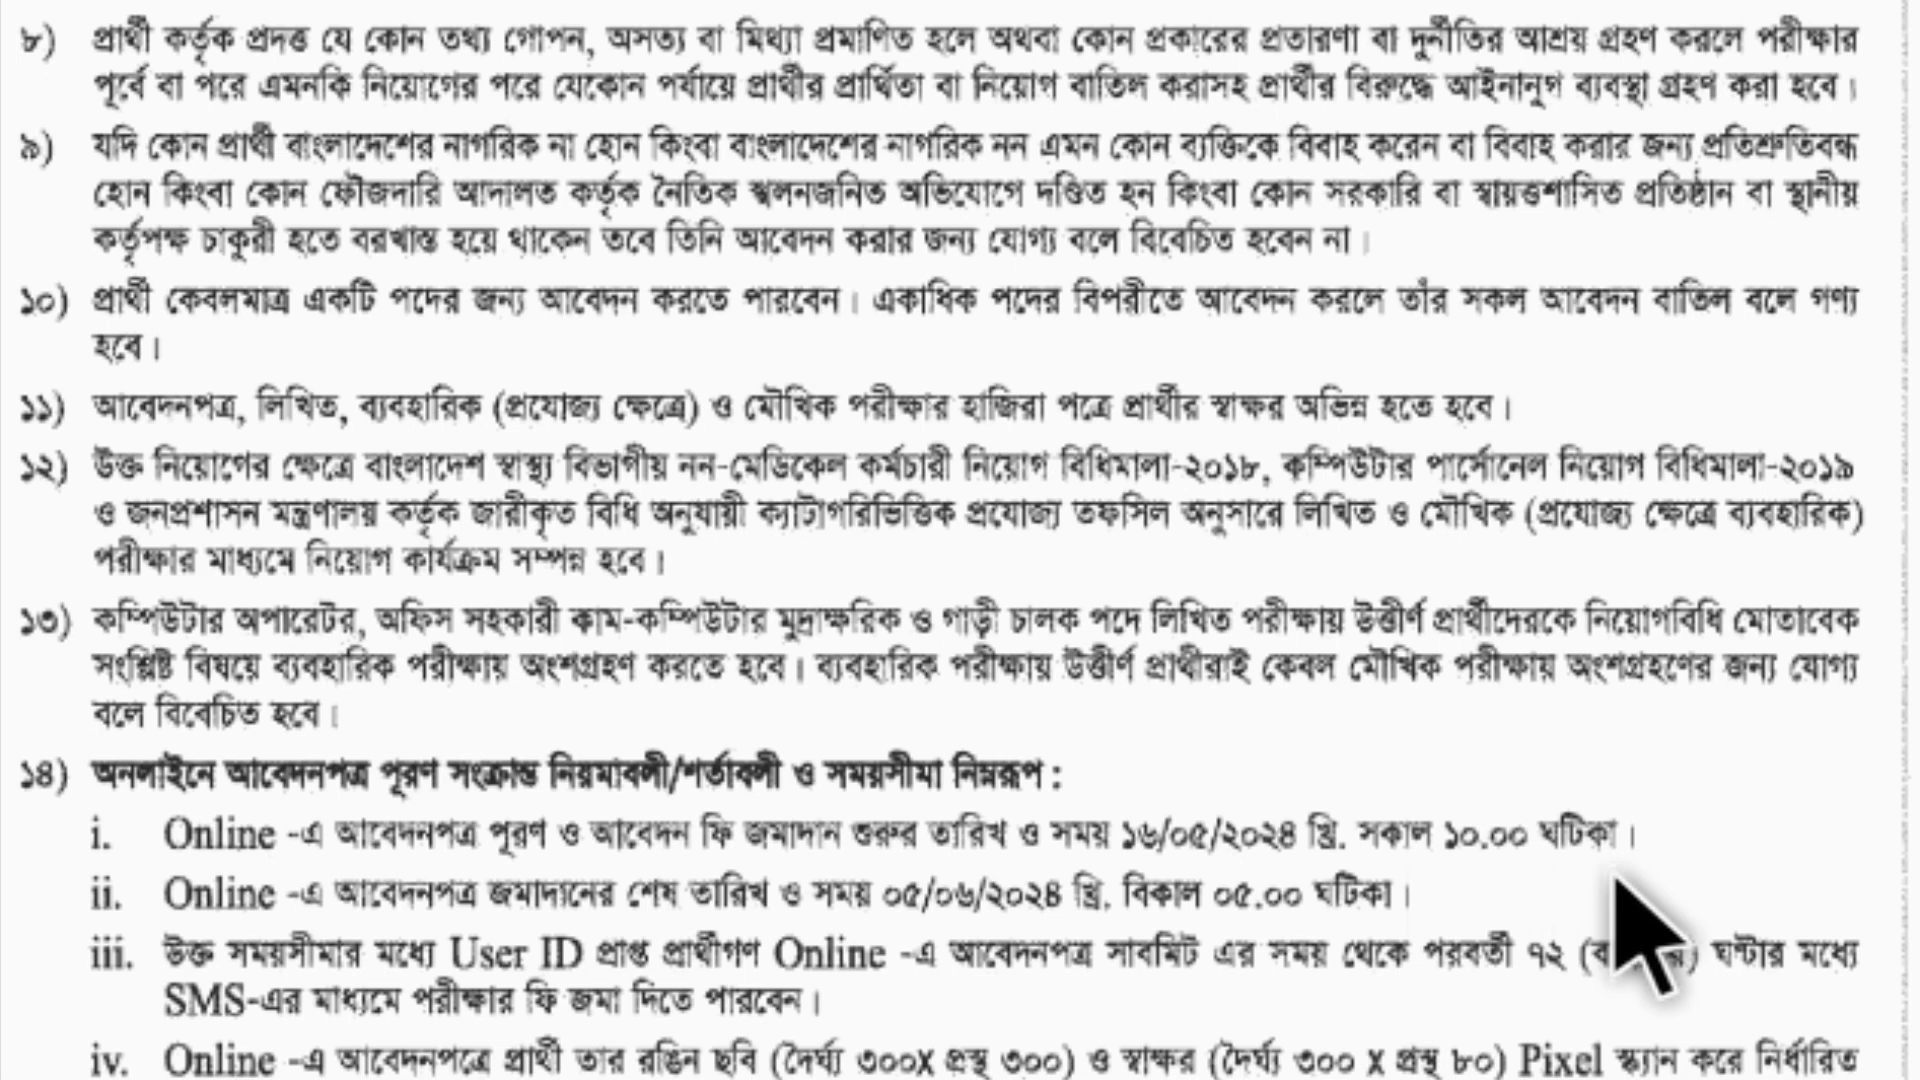 ৮) প্রার্থী কর্তৃক প্রদত্ত যে কোন তথ্য গোপন, অসত্য বা মিথ্যা প্রমাণিত হলে অথবা কোন প্রকারের প্রতারণা বা দুর্নীতির আশ্রয় গ্রহণ করলে পরীক্ষার
পূর্বে বা পরে এমনকি নিয়োগের পরে যেকোন পর্যায়ে প্রার্থীর প্রার্থিতা বা নিয়োগ বাতিল করাসহ প্রার্থীর বিরুদ্ধে আইনানুগ ব্যবস্থা গ্রহণ করা হবে।
৯) যদি কোন প্রার্থী বাংলাদেশের নাগরিক না হোন কিংবা বাংলাদেশের নাগরিক নন এমন কোন ব্যক্তিকে বিবাহ করেন বা বিবাহ করার জন্য প্রতিশ্রুতিবদ্ধ
হোন কিংবা কোন ফৌজদারি আদালত কর্তৃক নৈতিক স্খলনজনিত অভিযোগে দণ্ডিত হন কিংবা কোন সরকারি বা স্বায়ত্তশাসিত প্রতিষ্ঠান বা স্থানীয়
কর্তৃপক্ষ চাকুরী হতে বরখাস্ত হয়ে থাকেন তবে তিনি আবেদন করার জন্য যোগ্য বলে বিবেচিত হবেন না।
১০) প্রার্থী কেবলমাত্র একটি পদের জন্য আবেদন করতে পারবেন। একাধিক পদের বিপরীতে আবেদন করলে তাঁর সকল আবেদন বাতিল বলে গণ্য
হবে।
১১) আবেদনপত্র, লিখিত, ব্যবহারিক (প্রযোজ্য ক্ষেত্রে) ও মৌখিক পরীক্ষার হাজিরা পত্রে প্রার্থীর স্বাক্ষর অভিন্ন হতে হবে।
১২) উক্ত নিয়োগের ক্ষেত্রে বাংলাদেশ স্বাস্থ্য বিভাগীয় নন-মেডিকেল কর্মচারী নিয়োগ বিধিমালা-২০১৮, কম্পিউটার পার্সোনেল নিয়োগ বিধিমালা-২০১৯
ও জনপ্রশাসন মন্ত্রণালয় কর্তৃক জারীকৃত বিধি অনুযায়ী ক্যাটাগরিভিত্তিক প্রযোজ্য তফসিল অনুসারে লিখিত ও মৌখিক (প্রযোজ্য ক্ষেত্রে ব্যবহারিক)
পরীক্ষার মাধ্যমে নিয়োগ কার্যক্রম সম্পন্ন হবে।
১৩) কম্পিউটার অপারেটর, অফিস সহকারী কাম-কম্পিউটার মুদ্রাক্ষরিক ও গাড়ী চালক পদে লিখিত পরীক্ষায় উত্তীর্ণ প্রার্থীদেরকে নিয়োগবিধি মোতাবেক
সংশ্লিষ্ট বিষয়ে ব্যবহারিক পরীক্ষায় অংশগ্রহণ করতে হবে। ব্যবহারিক পরীক্ষায় উত্তীর্ণ প্রার্থীরাই কেবল মৌখিক পরীক্ষায় অংশগ্রহণের জন্য যোগ্য
বলে বিবেচিত হবে।
১৪) অনলাইনে আবেদনপত্র পূরণ সংক্রান্ত নিয়মাবলী/শর্তাবলী ও সময়সীমা নিম্নরূপ :
i. Online -এ আবেদনপত্র পূরণ ও আবেদন ফি জমাদান শুরুর তারিখ ও সময় ১৬/০৫/২০২৪ খ্রি. সকাল ১০.০০ ঘটিকা।
ii. Online -এ আবেদনপত্র জমাদানের শেষ তারিখ ও সময় ০৫/০৬/২০২৪ খ্রি. বিকাল ০৫.০০ ঘটিকা।
iii. উক্ত সময়সীমার মধ্যে User ID প্রাপ্ত প্রার্থীগণ Online -এ আবেদনপত্র সাবমিট এর সময় থেকে পরবর্তী ৭২ ঘণ্টার মধ্যে
SMS-এর মাধ্যমে পরীক্ষার ফি জমা দিতে পারবেন।
iv. Online -এ আবেদনপত্রে প্রার্থী তার রঙিন ছবি (দৈর্ঘ্য ৩০০X প্রস্থ ৩০০) ও স্বাক্ষর (দৈর্ঘ্য ৩০০ X প্রস্থ ৮০) Pixel স্ক্যান করে নির্ধারিত